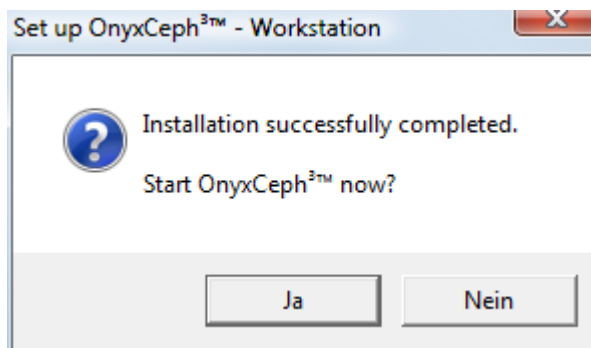 Set up OnyxCeph³™ - Workstation
Installation successfully completed.
Start OnyxCeph³™ now?
Ja
Nein